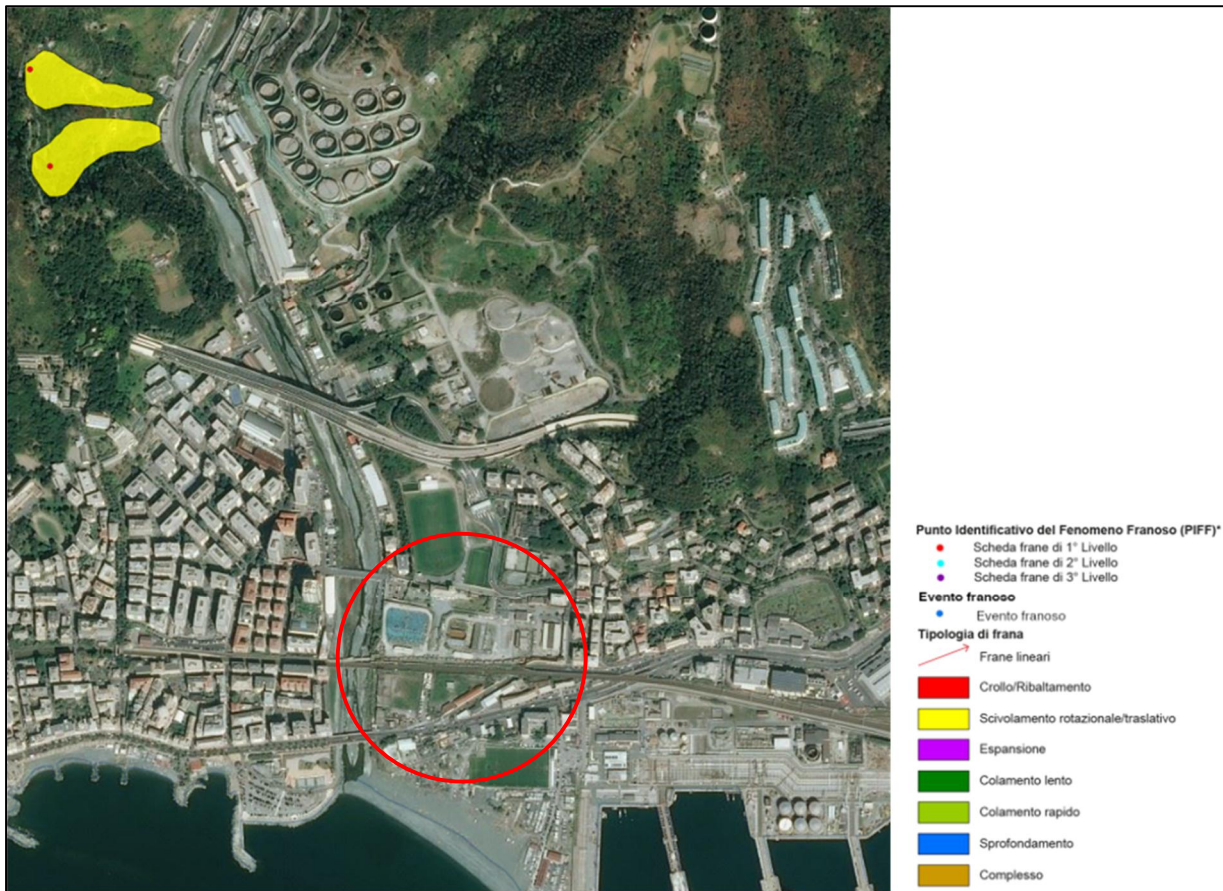 Punto Identificativo del Fenomeno Franoso (PIFF)*
Scheda frane di 1° Livello
Scheda frane di 2° Livello
Scheda frane di 3° Livello
Evento franoso
Evento franoso
Tipologia di frana
Frane lineari
Crollo/Ribaltamento
Scivolamento rotazionale/traslativo
Espansione
Colamento lento
Colamento rapido
Sprofondamento
Complesso